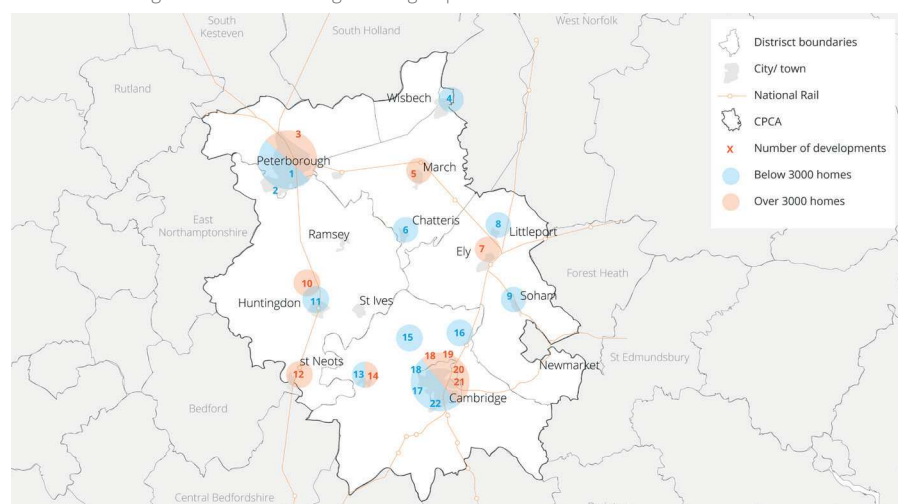 South
Kesteven
South Holland
West Norfolk
Rutland
Wisbech
4
3
Peterborough
1
2
5
March
East
Northamptonshire
Ramsey
6
Chatteris
8
Littleport
Ely
7
Forest Heath
10
Huntingdon
11
St Ives
9
Soham
15
16
st Neots
12
13
14
18
19
18
20
21
17
22
Cambridge
Newmarket
St Edmundsbury
Bedford
Central Bedfordshire
Distrisct boundaries
City/ town
National Rail
CPCA
X Number of developments
Below 3000 homes
Over 3000 homes